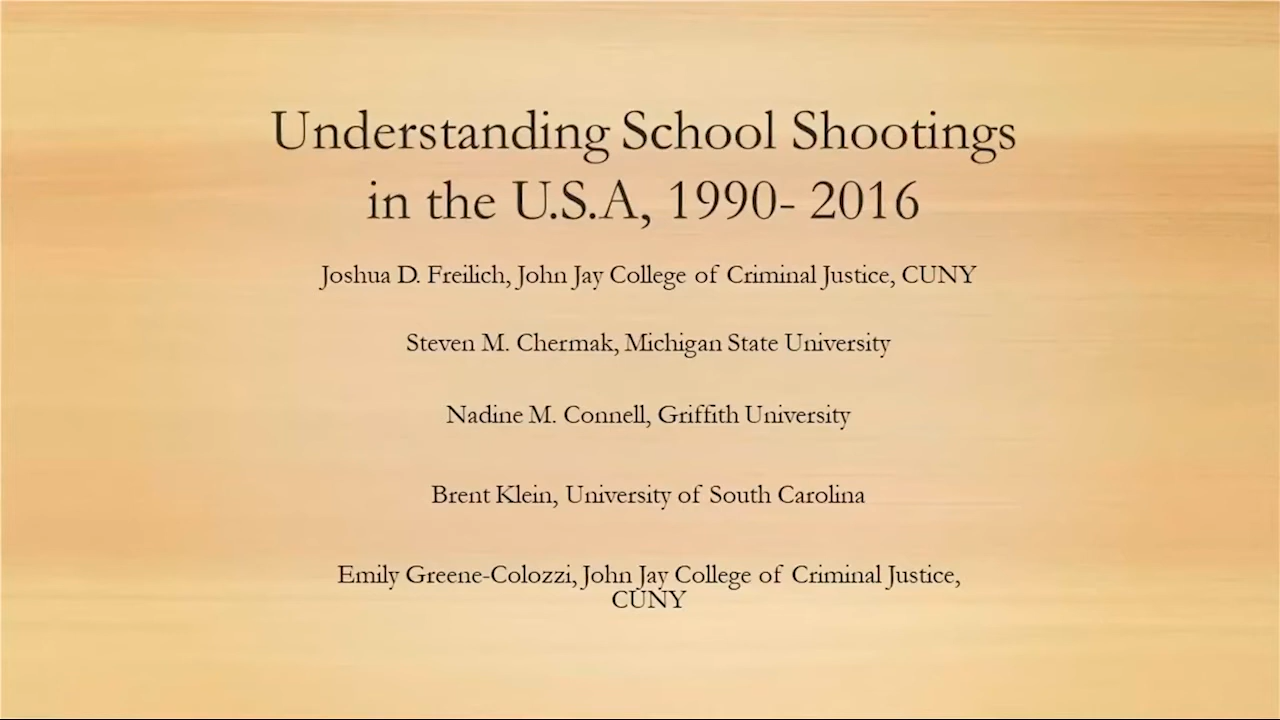 Understanding School Shootings
in the U.S.A, 1990- 2016
Joshua D. Freilich, John Jay College of Criminal Justice, CUNY
Steven M. Chermak, Michigan State University
Nadine M. Connell, Griffith University
Brent Klein, University of South Carolina
Emily Greene-Colozzi, John Jay College of Criminal Justice,
CUNY